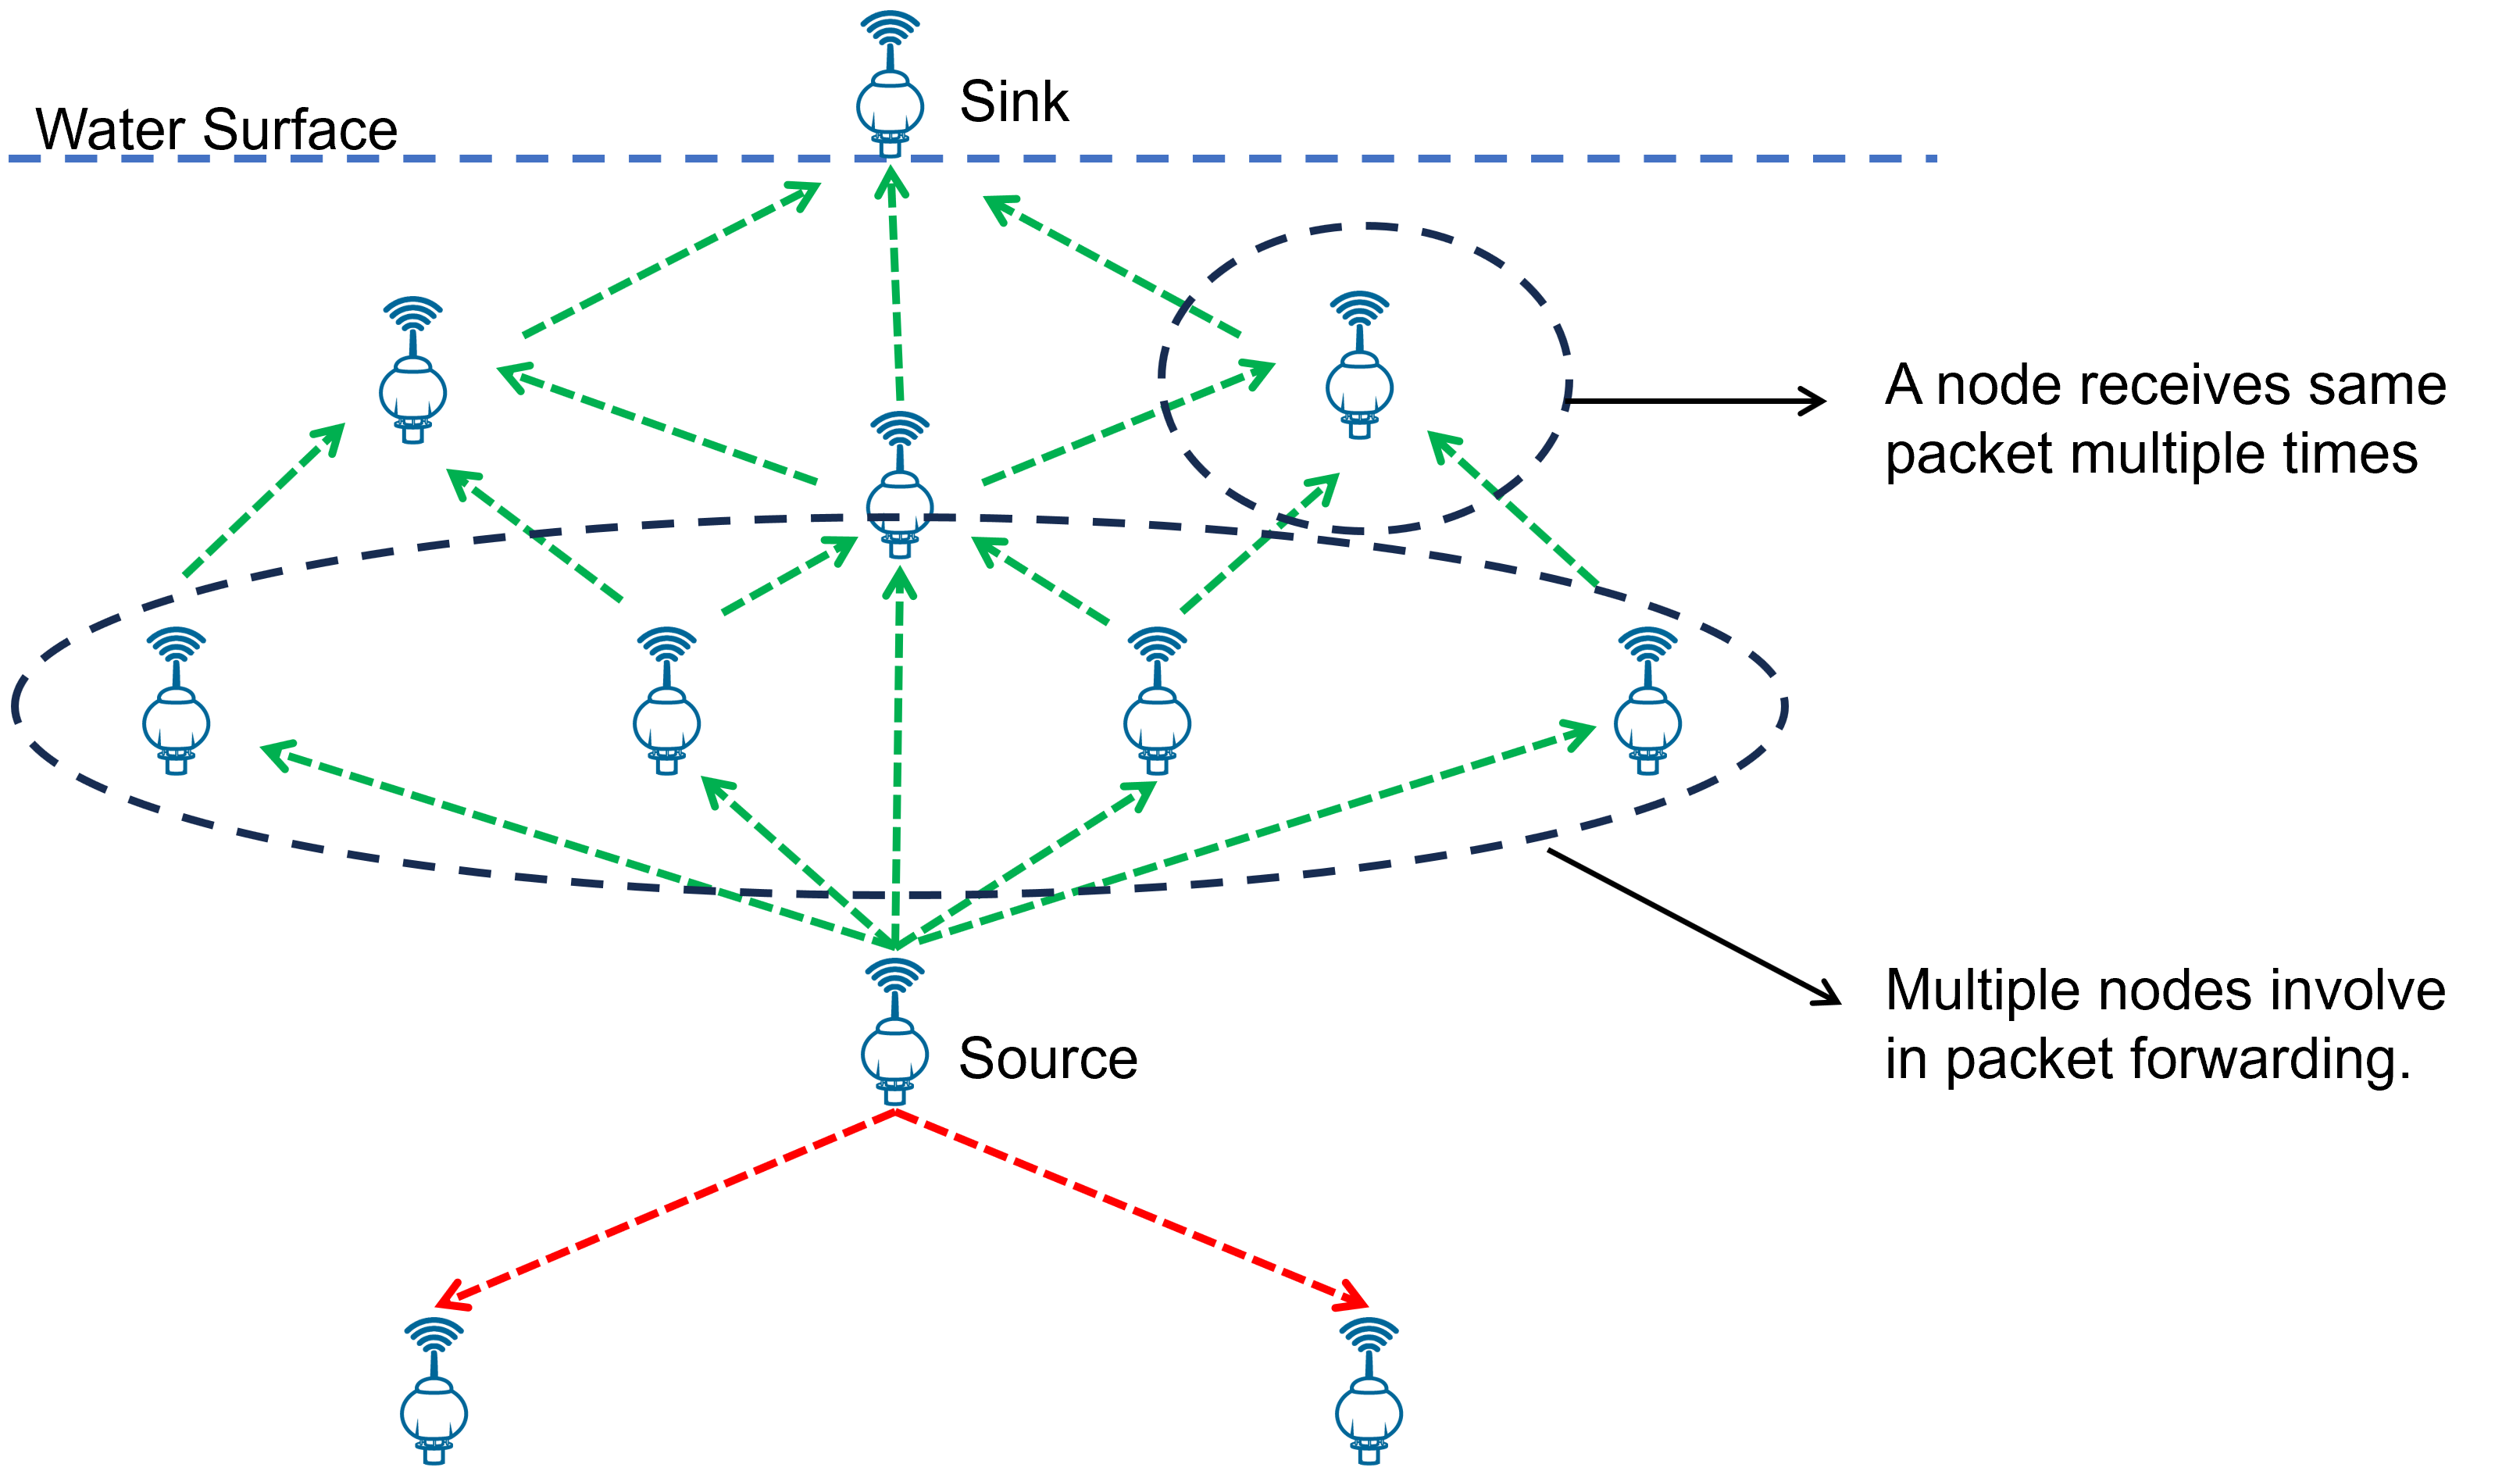 Sink
Water Surface
A node receives same
packet multiple times
Multiple nodes involve
in packet forwarding.
Source